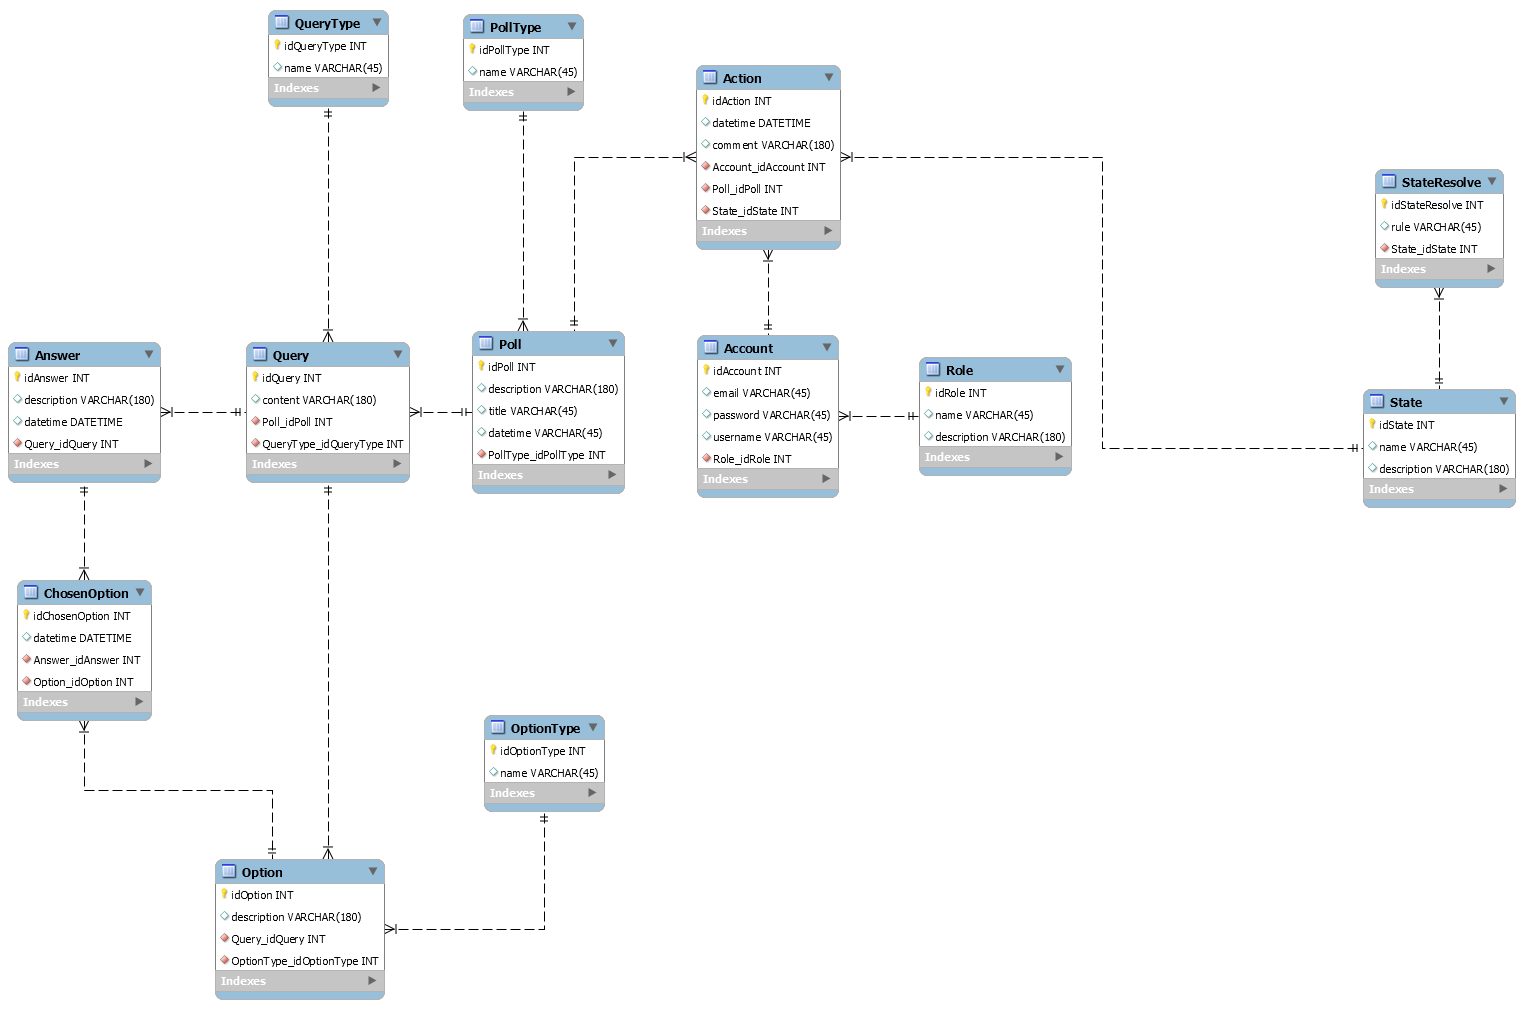 QueryType
idQueryType INT
name VARCHAR(45)
Indexes
PollType
idPollType INT
name VARCHAR(45)
Indexes
Action
idAction INT
datetime DATETIME
comment VARCHAR(180)
Account_idAccount INT
Poll_idPoll INT
State_idState INT
Indexes
StateResolve
idStateResolve INT
rule VARCHAR(45)
State_idState INT
Indexes
Answer
idAnswer INT
description VARCHAR(180)
datetime DATETIME
Query_idQuery INT
Indexes
Query
idQuery INT
content VARCHAR(180)
Poll_idPoll INT
QueryType_idQueryType INT
Indexes
Poll
idPoll INT
description VARCHAR(180)
title VARCHAR(45)
datetime VARCHAR(45)
PollType_idPollType INT
Indexes
Account
idAccount INT
email VARCHAR(45)
password VARCHAR(45)
username VARCHAR(45)
Role_idRole INT
Indexes
Role
idRole INT
name VARCHAR(45)
description VARCHAR(180)
Indexes
State
idState INT
name VARCHAR(45)
description VARCHAR(180)
Indexes
ChosenOption
idChosenOption INT
datetime DATETIME
Answer_idAnswer INT
Option_idOption INT
Indexes
OptionType
idOptionType INT
name VARCHAR(45)
Indexes
Option
idOption INT
description VARCHAR(180)
Query_idQuery INT
OptionType_idOptionType INT
Indexes